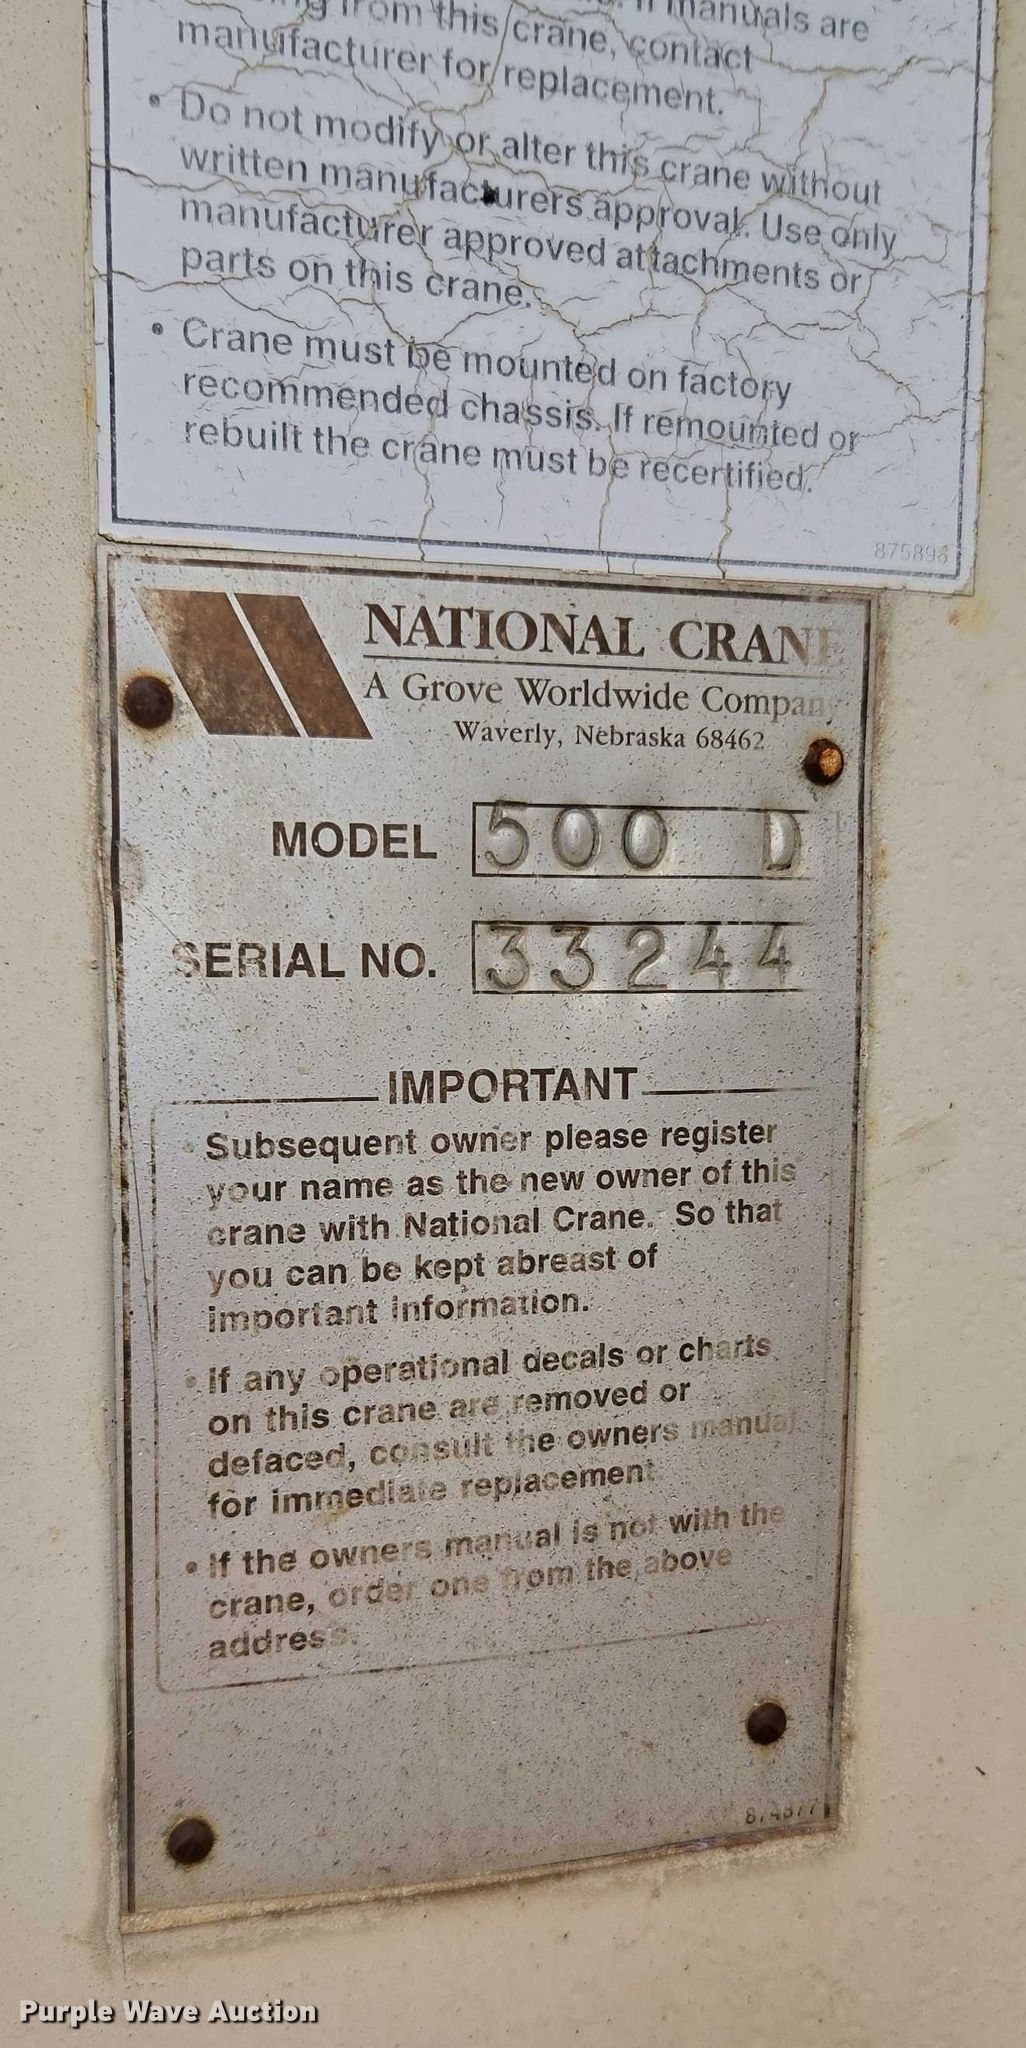 from this crane, contact
manufacturer for replacement.
• Do not modify or alter this crane without
written manufacturers approval. Use only
manufacturer approved attachments or
parts on this crane.
• Crane must be mounted on factory
recommended chassis. If remounted or
rebuilt the crane must be recertified.
NATIONAL CRANE
A Grove Worldwide Company
Waverly, Nebraska 68462
MODEL 500 D
SERIAL NO. 33244
IMPORTANT
• Subsequent owner please register
your name as the new owner of this
crane with National Crane. So that
you can be kept abreast of
important information.
• If any operational decals or charts
on this crane are removed or
defaced, consult the owners manual
for immediate replacement
• If the owners manual is not with the
crane, order one from the above
address.
Purple Wave Auction